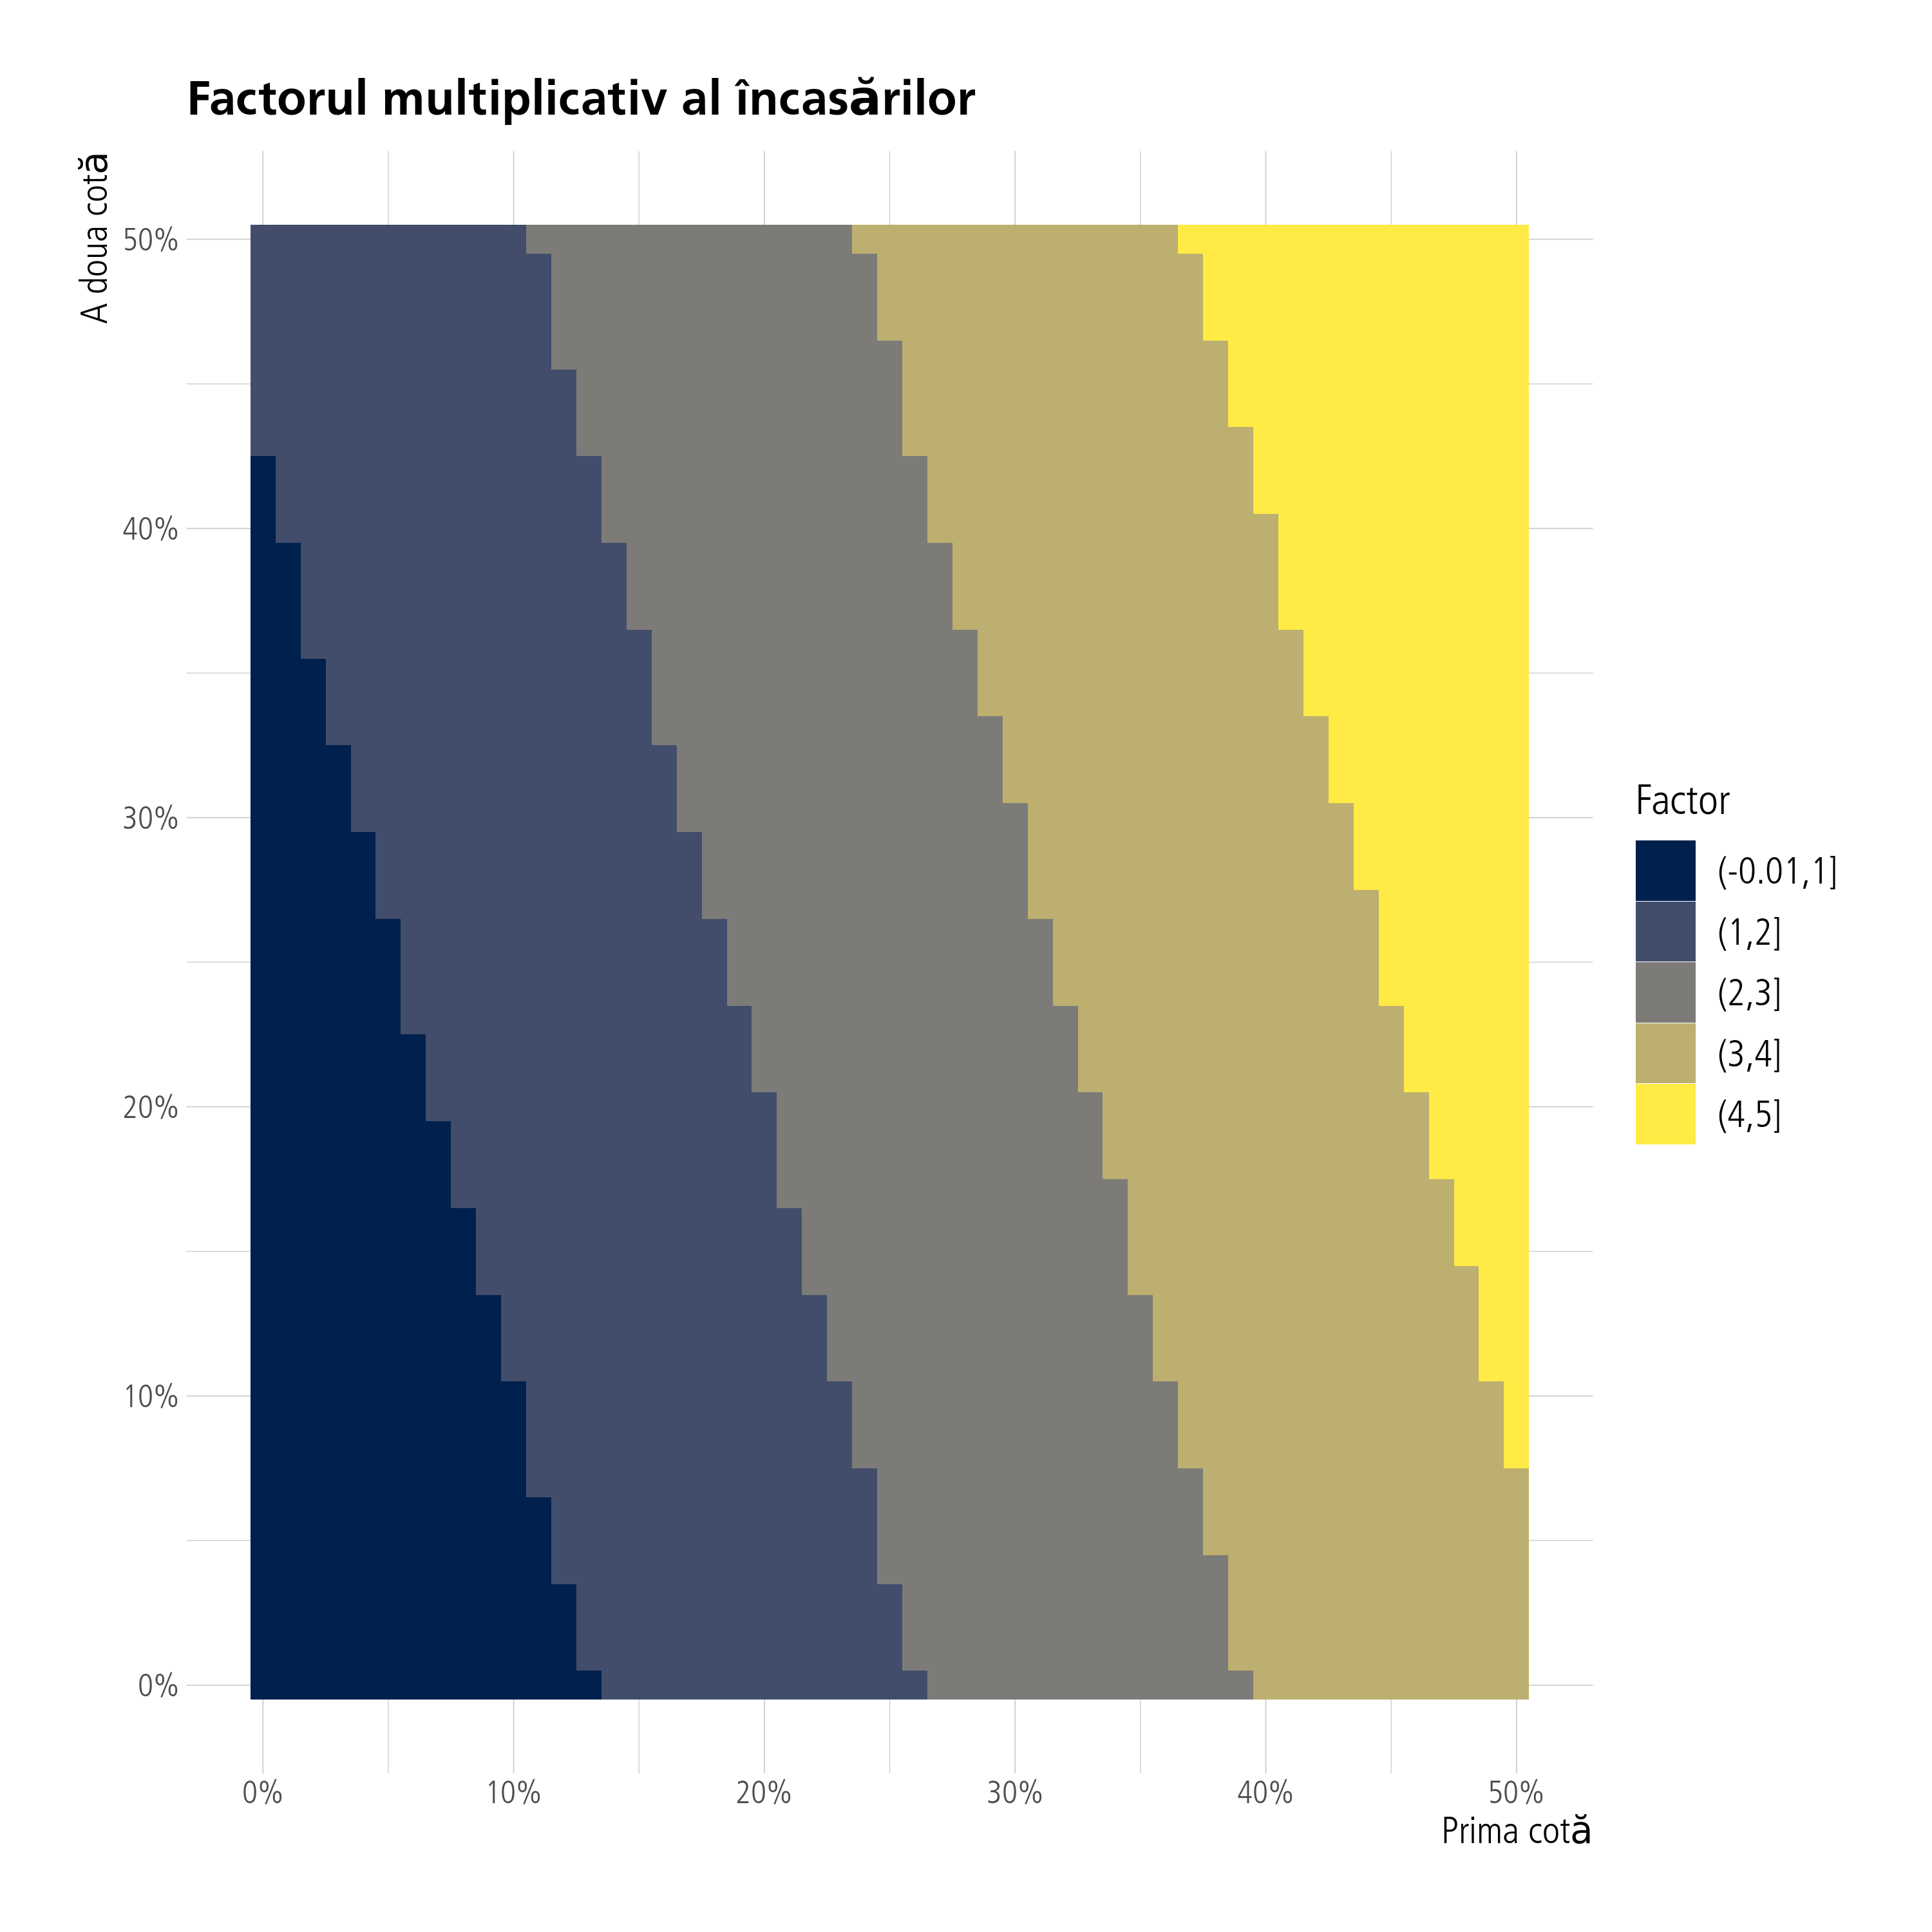 Factorul multiplicativ al încasărilor
A doua cotă
50%
40%
30%
20%
10%
0%
0% 10% 20% 30% 40% 50%
Prima cotă
Factor
(-0.01,1]
(1,2]
(2,3]
(3,4]
(4,5]